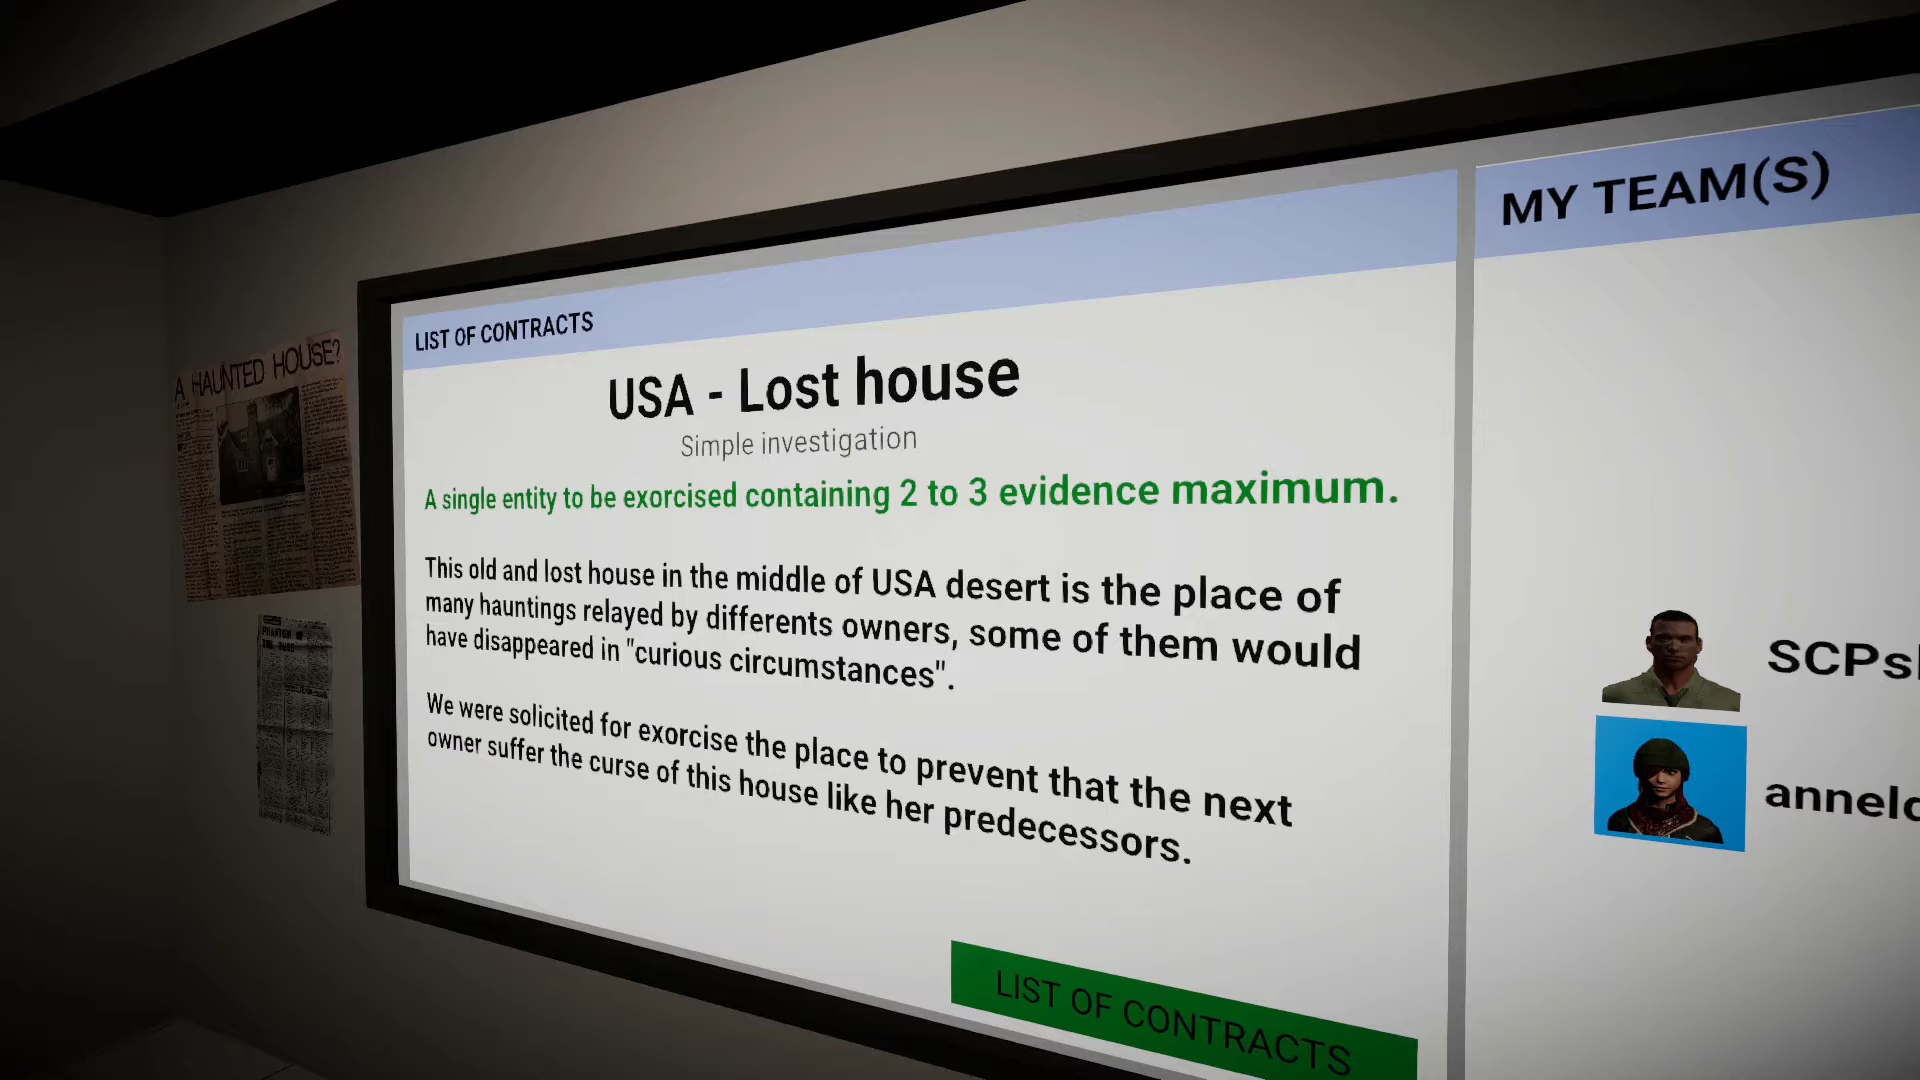 LIST OF CONTRACTS
USA - Lost house
Simple investigation
A single entity to be exorcised containing 2 to 3 evidence maximum.
This old and lost house in the middle of USA desert is the place of
many hauntings relayed by differents owners, some of them would
have disappeared in "curious circumstances".
We were solicited for exorcise the place to prevent that the next
owner suffer the curse of this house like her predecessors.
LIST OF CONTRACTS
MY TEAM(S)
A HAUNTED HOUSE?
PHANTOM OF
THE TUBE